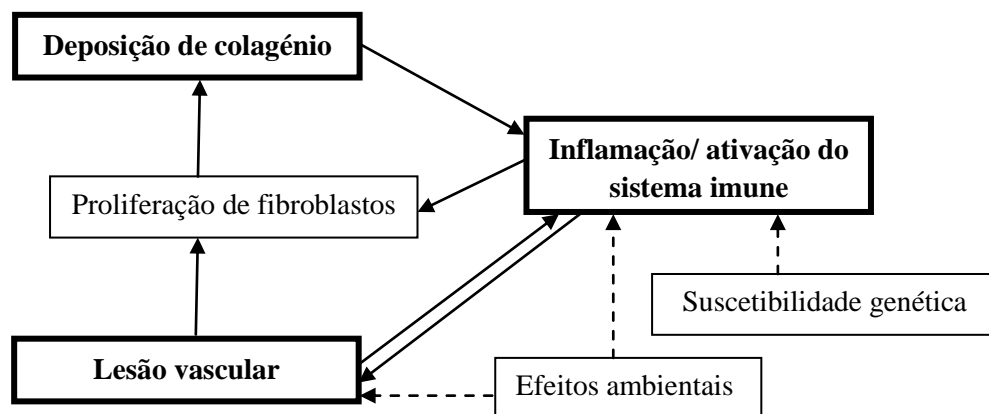 Deposição de colagénio
Inflamação/ ativação do
sistema imune
Proliferação de fibroblastos
Suscetibilidade genética
Lesão vascular
Efeitos ambientais